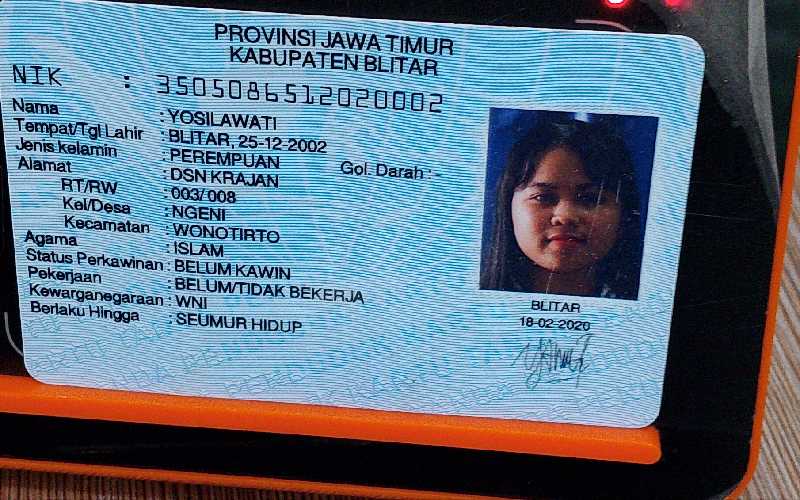 PROVINSI JAWA TIMUR
KABUPATEN BLITAR
NIK : 3505086512020002
Nama : YOSILAWATI
Tempat/Tgl Lahir : BLITAR, 25-12-2002
Jenis kelamin : PEREMPUAN Gol. Darah : -
Alamat : DSN KRAJAN
RT/RW : 003/008
Kel/Desa : NGENI
Kecamatan : WONOTIRTO
Agama : ISLAM
Status Perkawinan : BELUM KAWIN
Pekerjaan : BELUM/TIDAK BEKERJA
Kewarganegaraan : WNI
Berlaku Hingga : SEUMUR HIDUP
BLITAR
18-02-2020